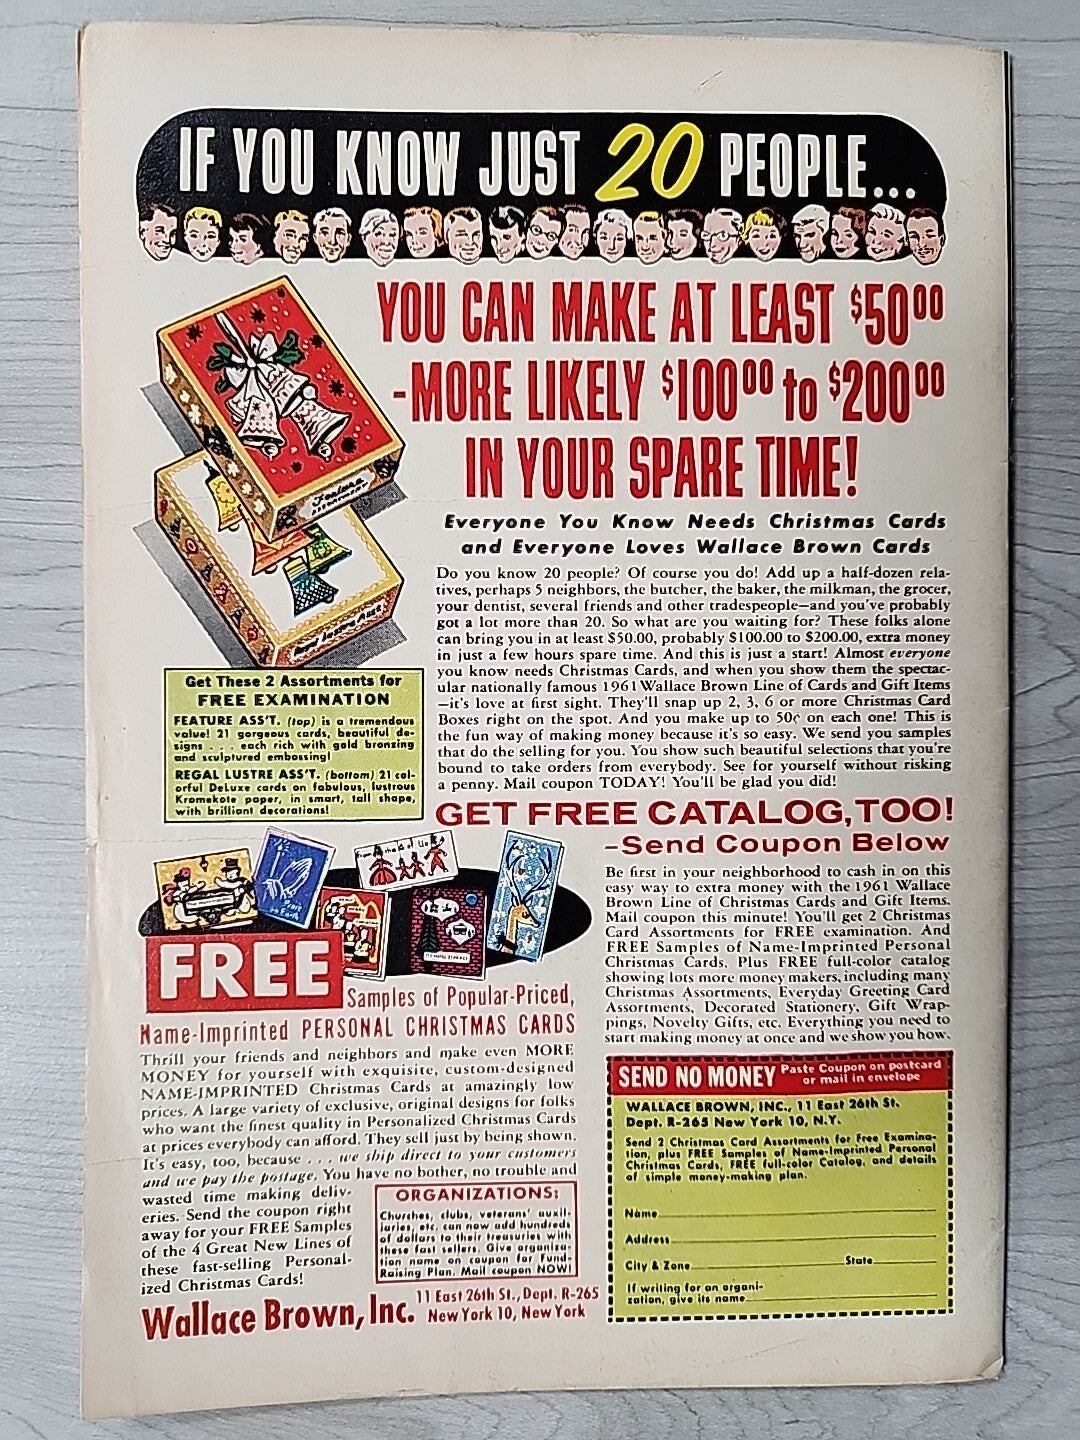 IF YOU KNOW JUST 20 PEOPLE...
YOU CAN MAKE AT LEAST $5000
-MORE LIKELY $10000 to $20000
IN YOUR SPARE TIME!
Feature
ASSORTMENT
Everyone You Know Needs Christmas Cards
and Everyone Loves Wallace Brown Cards
Do you know 20 people? Of course you do! Add up a half-dozen rela-
tives, perhaps 5 neighbors, the butcher, the baker, the milkman, the grocer,
your dentist, several friends and other tradespeople—and you've probably
got a lot more than 20. So what are you waiting for? These folks alone
can bring you in at least $50.00, probably $100.00 to $200.00, extra money
in just a few hours spare time. And this is just a start! Almost everyone
you know needs Christmas Cards, and when you show them the spectac-
ular nationally famous 1961 Wallace Brown Line of Cards and Gift Items
—it's love at first sight. They'll snap up 2, 3, 6 or more Christmas Card
Boxes right on the spot. And you make up to 50¢ on each one! This is
the fun way of making money because it's so easy. We send you samples
that do the selling for you. You show such beautiful selections that you're
bound to take orders from everybody. See for yourself without risking
a penny. Mail coupon TODAY! You'll be glad you did!
Get These 2 Assortments for
FREE EXAMINATION
FEATURE ASS'T. (top) is a tremendous
value! 21 gorgeous cards, beautiful de-
signs . . . each rich with gold bronzing
and sculptured embossing!
REGAL LUSTRE ASS'T. (bottom) 21 col-
orful Deluxe cards on fabulous, lustrous
Kromekote paper, in smart, tall shape,
with brilliant decorations!
GET FREE CATALOG, TOO!
-Send Coupon Below
Be first in your neighborhood to cash in on this
easy way to extra money with the 1961 Wallace
Brown Line of Christmas Cards and Gift Items.
Mail coupon this minute! You'll get 2 Christmas
Card Assortments for FREE examination. And
FREE Samples of Name-Imprinted Personal
Christmas Cards. Plus FREE full-color catalog
showing lots more money makers, including many
Christmas Assortments, Everyday Greeting Card
Assortments, Decorated Stationery, Gift Wrap-
pings, Novelty Gifts, etc. Everything you need to
start making money at once and we show you how.
FREE
Samples of Popular-Priced,
Name-Imprinted PERSONAL CHRISTMAS CARDS
Thrill your friends and neighbors and make even MORE
MONEY for yourself with exquisite, custom-designed
NAME-IMPRINTED Christmas Cards at amazingly low
prices. A large variety of exclusive, original designs for folks
who want the finest quality in Personalized Christmas Cards
at prices everybody can afford. They sell just by being shown.
It's easy, too, because . . . we ship direct to your customers
and we pay the postage. You have no bother, no trouble and
wasted time making deliv-
eries. Send the coupon right
away for your FREE Samples
of the 4 Great New Lines of
these fast-selling Personal-
ized Christmas Cards!
ORGANIZATIONS:
Churches, clubs, veterans' auxil-
iaries, etc. can now add hundreds
of dollars to their treasuries with
these fast sellers. Give organiza-
tion name on coupon for Fund-
Raising Plan. Mail coupon NOW!
Wallace Brown, Inc.
11 East 26th St., Dept. R-265
New York 10, New York
SEND NO MONEY
Paste Coupon on postcard
or mail in envelope
WALLACE BROWN, INC., 11 East 26th St.
Dept. R-265 New York 10, N.Y.
Send 2 Christmas Card Assortments for Free Examina-
tion, plus FREE Samples of Name-Imprinted Personal
Christmas Cards, FREE full-color Catalog, and details
of simple money-making plan.
Name
Address
City & Zone State
If writing for an organi-
zation, give its name